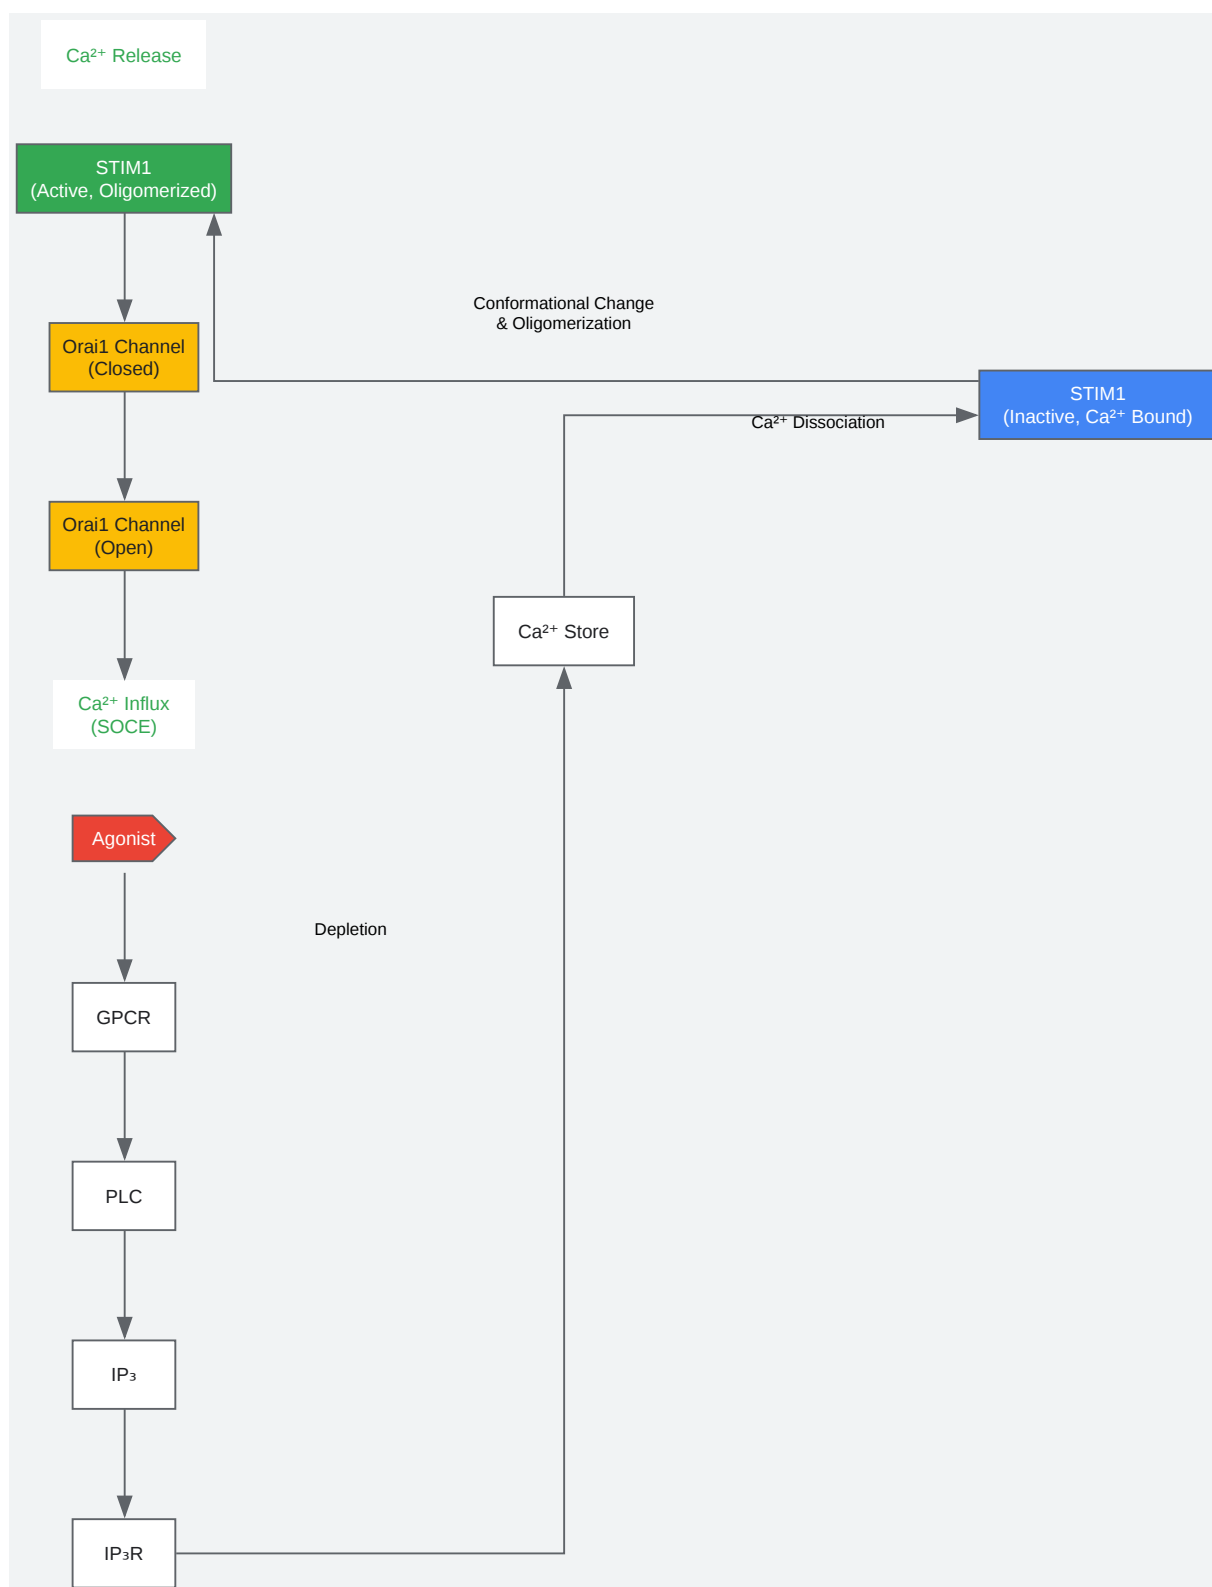 Ca²⁺ Release
STIM1
(Active, Oligomerized)
Conformational Change
& Oligomerization
Orai1 Channel
(Closed)
STIM1
(Inactive, Ca²⁺ Bound)
Ca²⁺ Dissociation
Orai1 Channel
(Open)
Ca²⁺ Store
Ca²⁺ Influx
(SOCE)
Agonist
Depletion
GPCR
PLC
IP₃
IP₃R